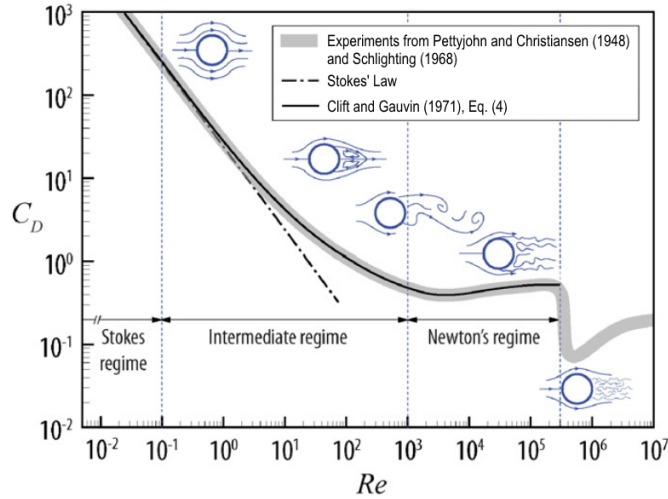 Experiments from Pettyjohn and Christiansen (1948)
and Schlighting (1968)
Stokes' Law
Clift and Gauvin (1971), Eq. (4)
10³
10²
10¹
10⁰
10⁻¹
10⁻²
C_D
Stokes
regime
Intermediate regime
Newton's regime
10⁻² 10⁻¹ 10⁰ 10¹ 10² 10³ 10⁴ 10⁵ 10⁶ 10⁷
Re